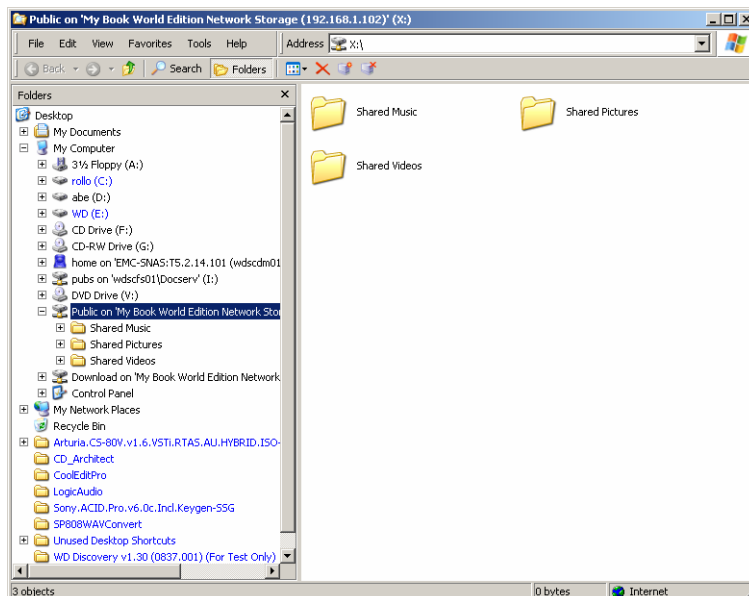 Public on 'My Book World Edition Network Storage (192.168.1.102)' (X:)
File Edit View Favorites Tools Help Address X:\
Back Search Folders
Folders
Desktop
My Documents
My Computer
3½ Floppy (A:)
rollo (C:)
abe (D:)
WD (E:)
CD Drive (F:)
CD-RW Drive (G:)
home on 'EMC-SNAS:T5.2.14.101 (wdscdm01
pubs on 'wdscfs01\Docserv' (I:)
DVD Drive (V:)
Public on 'My Book World Edition Network Stor
Shared Music
Shared Pictures
Shared Videos
Download on 'My Book World Edition Network
Control Panel
My Network Places
Recycle Bin
Arturia.CS-80V.v1.6.VSTi.RTAS.AU.HYBRID.ISO-
CD_Architect
CoolEditPro
LogicAudio
Sony.ACID.Pro.v6.0c.Incl.Keygen-SSG
SP808WAVConvert
Unused Desktop Shortcuts
WD Discovery v1.30 (0837.001) (For Test Only)
Shared Music
Shared Pictures
Shared Videos
3 objects 0 bytes Internet